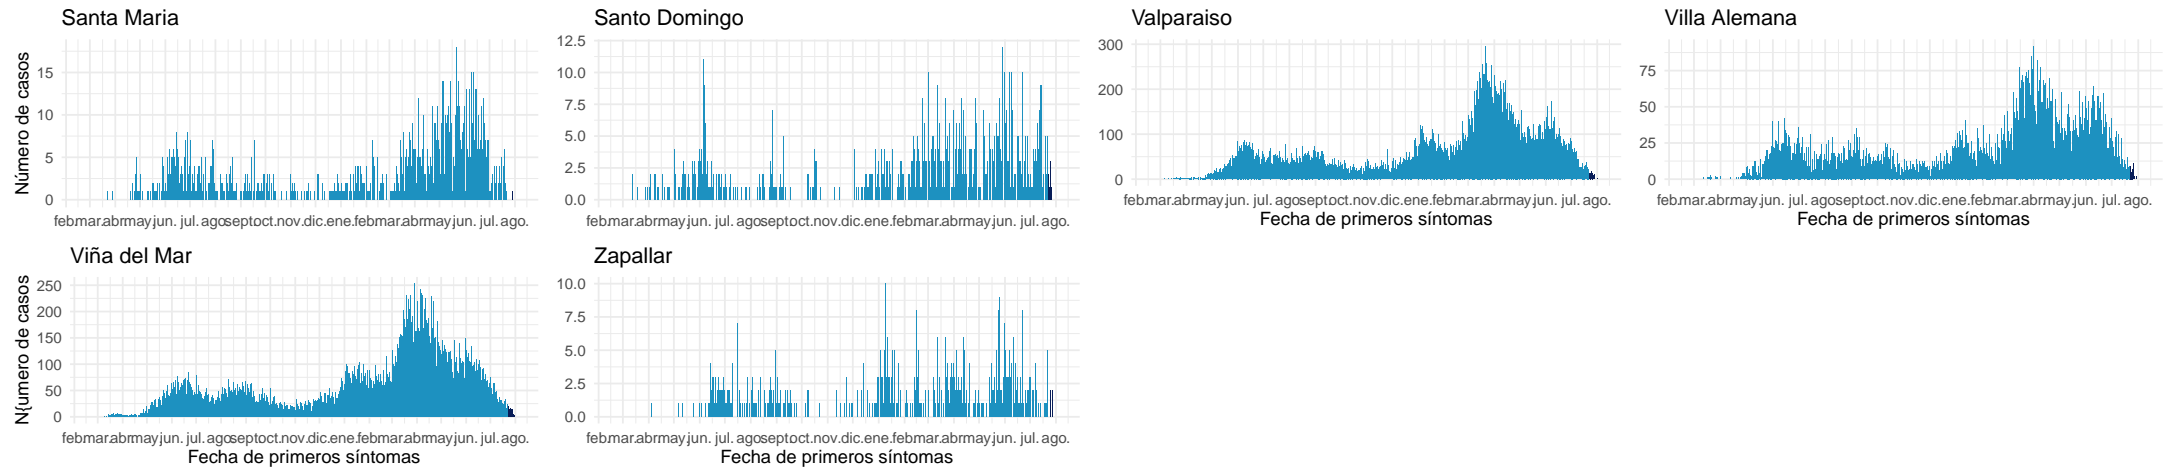 Santa Maria
Número de casos
15
10
5
0
feb.mar.abr.may.jun. jul. ago.sept.oct.nov.dic.ene.feb.mar.abr.may.jun. jul. ago.
Santo Domingo
12.5
10.0
7.5
5.0
2.5
0.0
feb.mar.abr.may.jun. jul. ago.sept.oct.nov.dic.ene.feb.mar.abr.may.jun. jul. ago.
Valparaiso
300
200
100
0
feb.mar.abr.may.jun. jul. ago.sept.oct.nov.dic.ene.feb.mar.abr.may.jun. jul. ago.
Fecha de primeros síntomas
Villa Alemana
75
50
25
0
feb.mar.abr.may.jun. jul. ago.sept.oct.nov.dic.ene.feb.mar.abr.may.jun. jul. ago.
Fecha de primeros síntomas
Viña del Mar
N{umero de casos
250
200
150
100
50
0
feb.mar.abr.may.jun. jul. ago.sept.oct.nov.dic.ene.feb.mar.abr.may.jun. jul. ago.
Fecha de primeros síntomas
Zapallar
10.0
7.5
5.0
2.5
0.0
feb.mar.abr.may.jun. jul. ago.sept.oct.nov.dic.ene.feb.mar.abr.may.jun. jul. ago.
Fecha de primeros síntomas